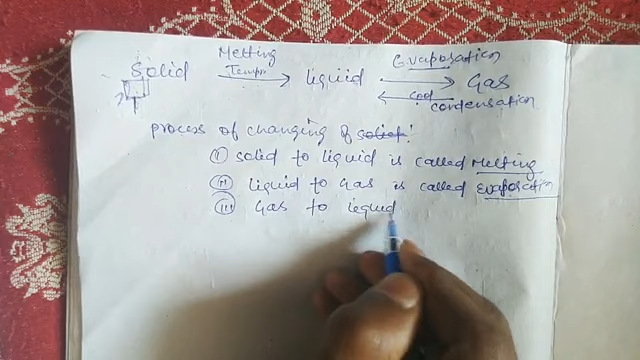 Melting Evaporation
Solid Temp. liquid Gas
cool
condensation
process of changing of solid:
(i) solid to liquid is called Melting
(ii) liquid to Gas is called Evaporation
(iii) Gas to liquid